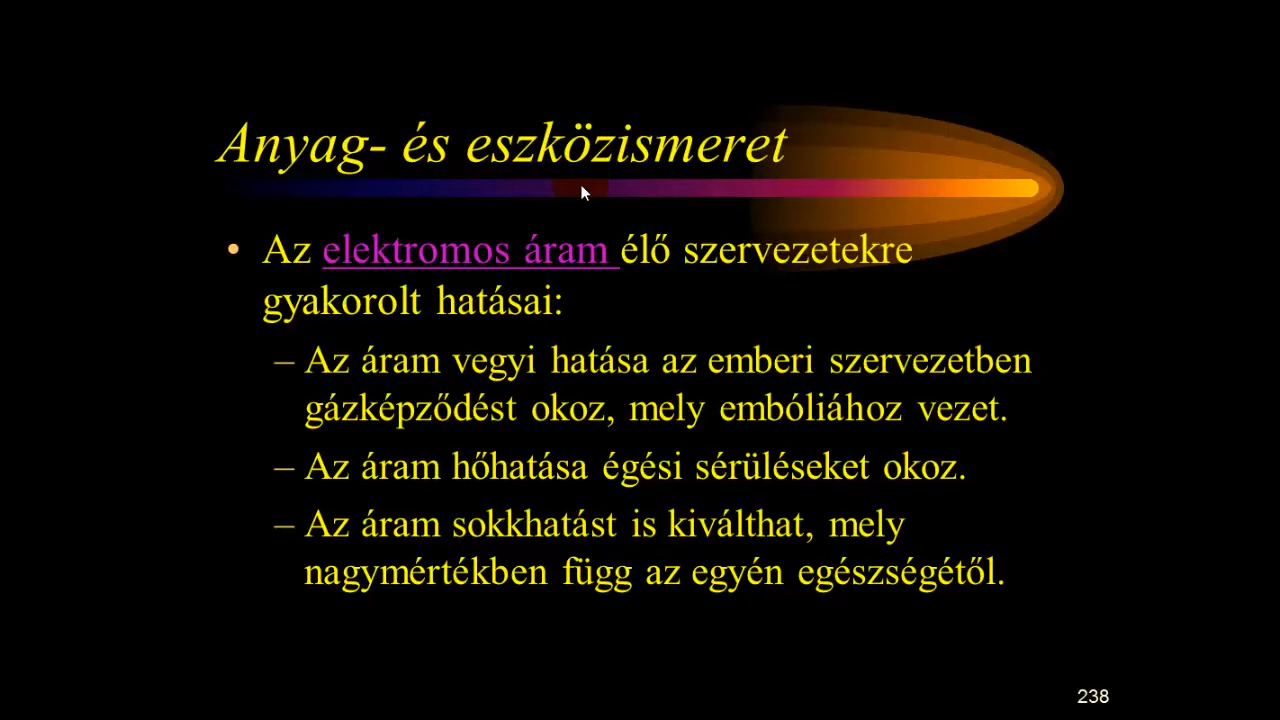 Anyag- és eszközismeret
• Az elektromos áram élő szervezetekre
gyakorolt hatásai:
– Az áram vegyi hatása az emberi szervezetben
gázképződést okoz, mely embóliához vezet.
– Az áram hőhatása égési sérüléseket okoz.
– Az áram sokkhatást is kiválthat, mely
nagymértékben függ az egyén egészségétől.
238